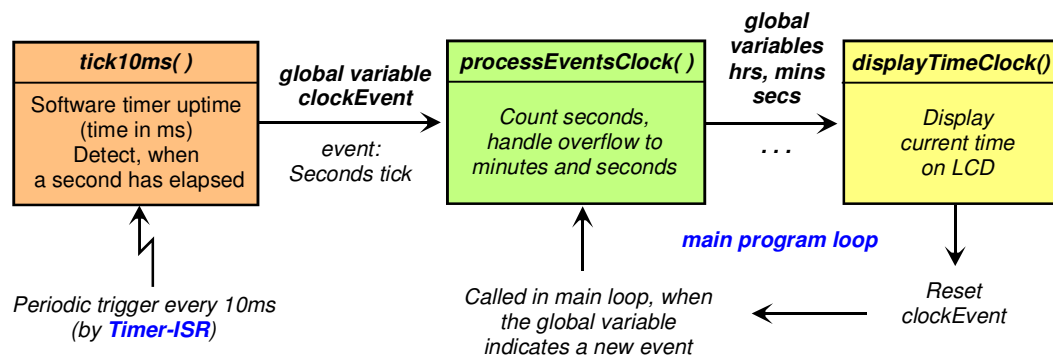 tick10ms( )
Software timer uptime
(time in ms)
Detect, when
a second has elapsed
global variable
clockEvent
event:
Seconds tick
processEventsClock( )
Count seconds,
handle overflow to
minutes and seconds
global
variables
hrs, mins
secs
. . .
displayTimeClock()
Display
current time
on LCD
main program loop
Periodic trigger every 10ms
(by Timer-ISR)
Called in main loop, when
the global variable
indicates a new event
Reset
clockEvent